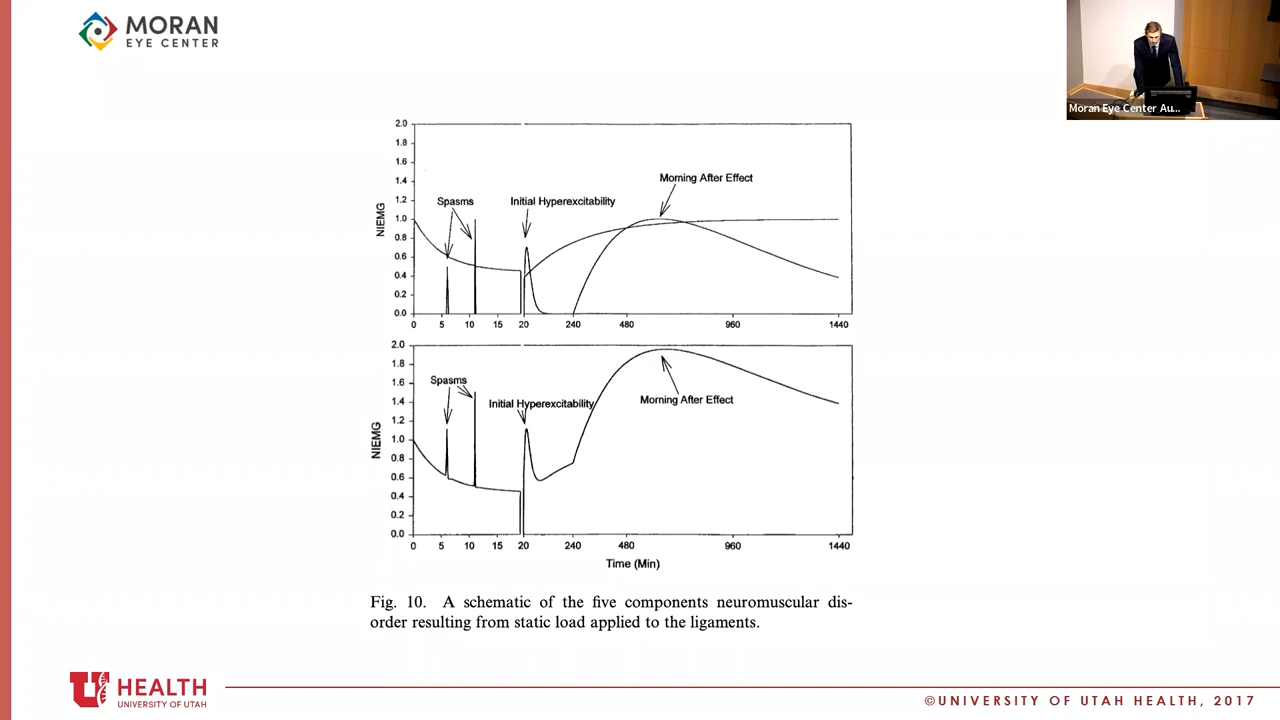 MORAN
EYE CENTER
Moran Eye Center Au...
2.0
1.8
1.6
1.4
1.2
1.0
0.8
0.6
0.4
0.2
0.0
NIEMG
Spasms
Initial Hyperexcitability
Morning After Effect
0 5 10 15 20 240 480 960 1440
2.0
1.8
1.6
1.4
1.2
1.0
0.8
0.6
0.4
0.2
0.0
NIEMG
Spasms
Initial Hyperexcitability
Morning After Effect
0 5 10 15 20 240 480 960 1440
Time (Min)
Fig. 10. A schematic of the five components neuromuscular dis-
order resulting from static load applied to the ligaments.
U HEALTH
UNIVERSITY OF UTAH
©UNIVERSITY OF UTAH HEALTH, 2017